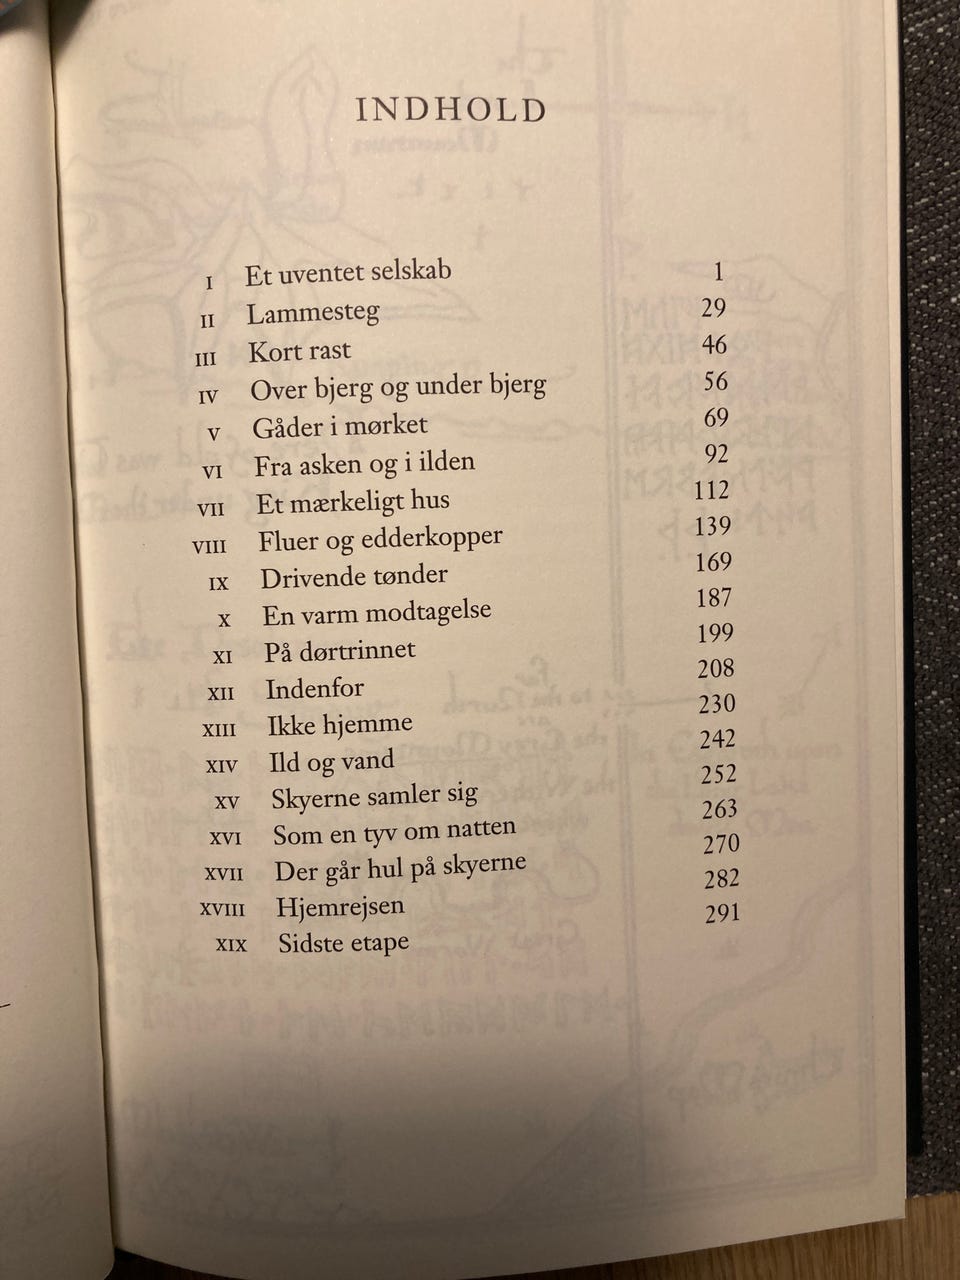 INDHOLD
I Et uventet selskab 1
II Lammesteg 29
III Kort rast 46
IV Over bjerg og under bjerg 56
V Gåder i mørket 69
VI Fra asken og i ilden 92
VII Et mærkeligt hus 112
VIII Fluer og edderkopper 139
IX Drivende tønder 169
X En varm modtagelse 187
XI På dørtrinnet 199
XII Indenfor 208
XIII Ikke hjemme 230
XIV Ild og vand 242
XV Skyerne samler sig 252
XVI Som en tyv om natten 263
XVII Der går hul på skyerne 270
XVIII Hjemrejsen 282
XIX Sidste etape 291